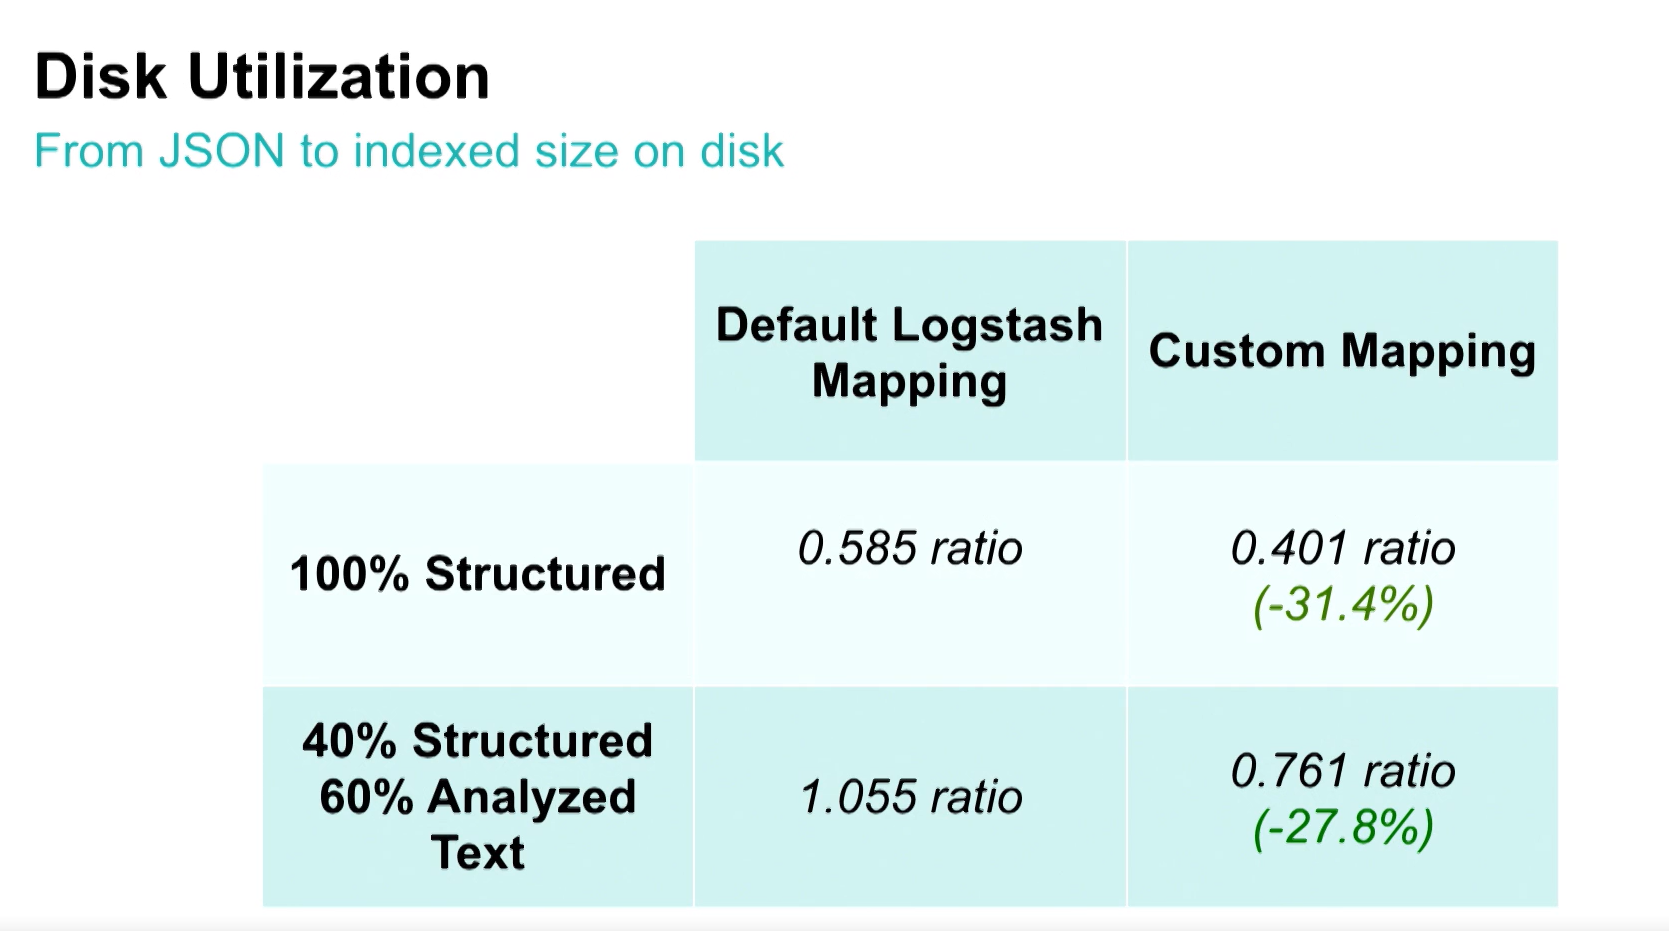 Disk Utilization
From JSON to indexed size on disk
Default Logstash
Mapping
Custom Mapping
100% Structured
0.585 ratio
0.401 ratio
(-31.4%)
40% Structured
60% Analyzed
Text
1.055 ratio
0.761 ratio
(-27.8%)